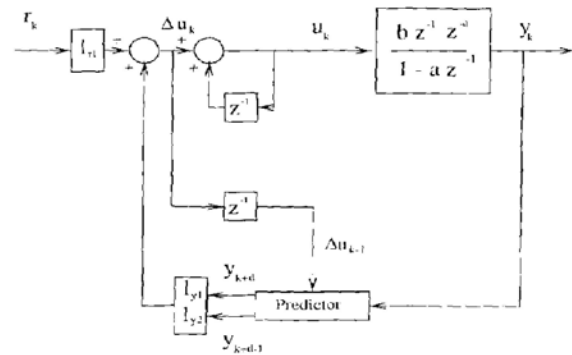 r_k
l_r1
−
+
Δu_k
+
+
u_k
b z^-1 z^-d
1 - a z^-1
y_k
z^-1
z^-1
Δu_k-1
y_k+d
l_y1
l_y2
Predictor
y_k+d-1